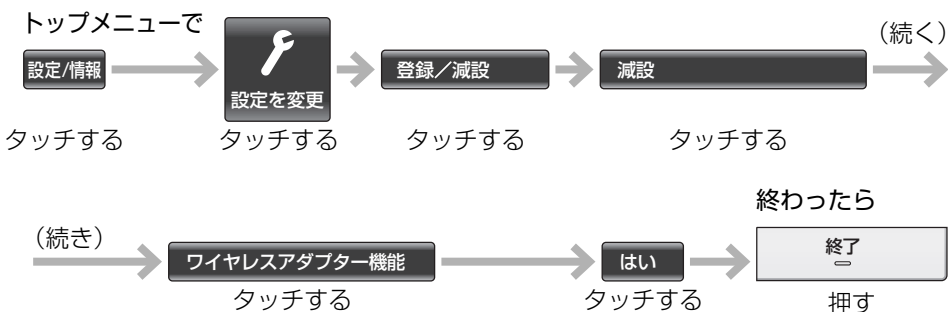 トップメニューで
(続く)
設定/情報
設定を変更
登録／減設
減設
タッチする
タッチする
タッチする
タッチする
終わったら
(続き)
ワイヤレスアダプター機能
はい
終了
タッチする
タッチする
押す